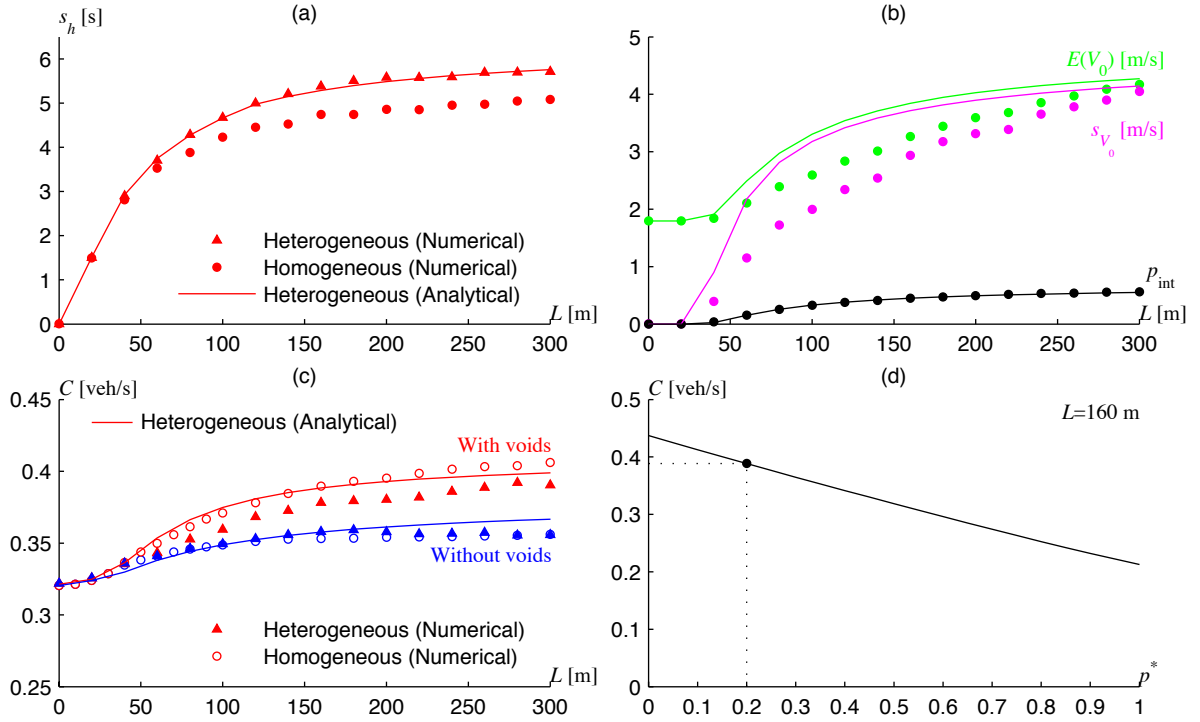 (a)
s_h [s]
6
5
4
3
2
1
0
Heterogeneous (Numerical)
Homogeneous (Numerical)
Heterogeneous (Analytical)
L [m]
0 50 100 150 200 250 300
(b)
5
4
3
2
1
0
E(V_0) [m/s]
s_{V_0} [m/s]
p_int
L [m]
0 50 100 150 200 250 300
(c)
C [veh/s]
0.45
0.4
0.35
0.3
0.25
Heterogeneous (Analytical)
With voids
Without voids
Heterogeneous (Numerical)
Homogeneous (Numerical)
L [m]
0 50 100 150 200 250 300
(d)
C [veh/s]
0.5
0.4
0.3
0.2
0.1
0
L=160 m
p*
0 0.1 0.2 0.3 0.4 0.5 0.6 0.7 0.8 0.9 1